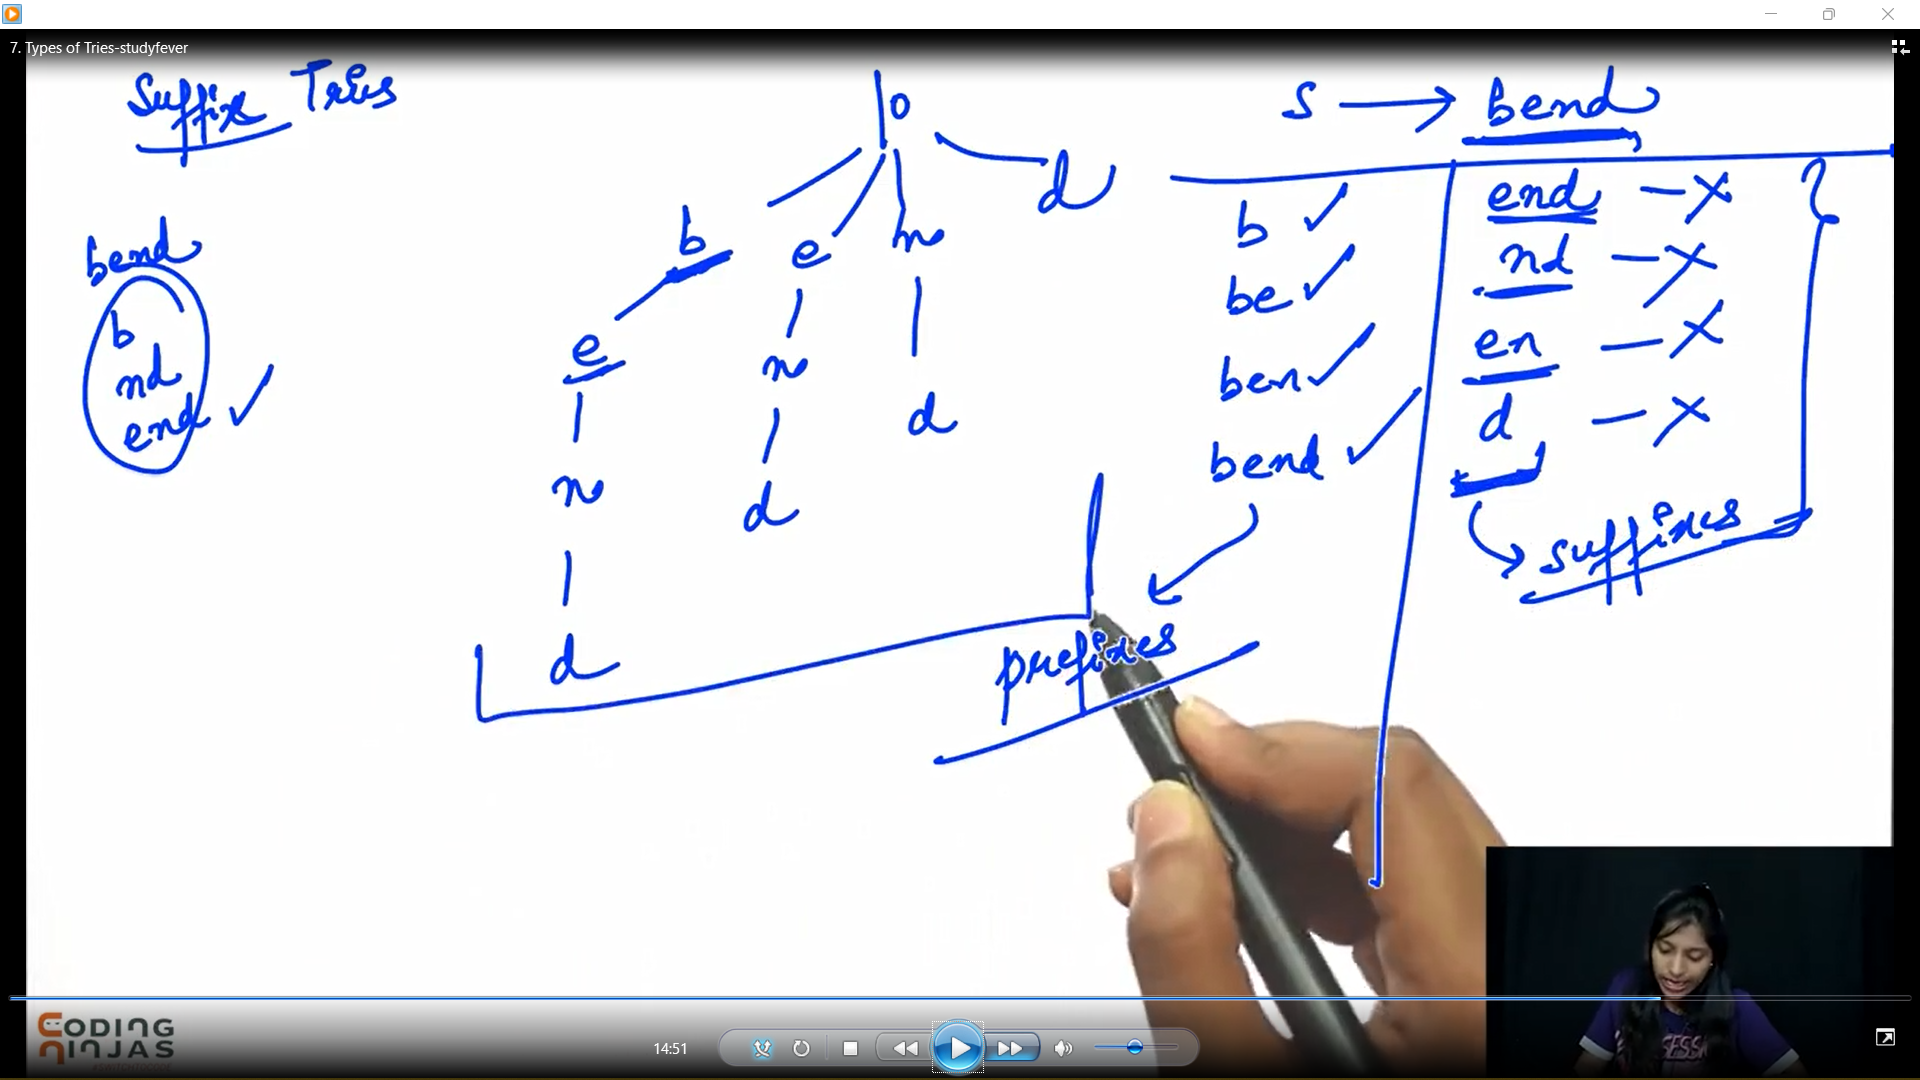 7. Types of Tries-studyfever
Suffix Tries
S → bend
b ✓
be ✓
ben ✓
bend ✓
prefixes
end - x
nd - x
en - x
d - x
suffixes
bend
b
nd
end ✓
0
b e n d
e n d
n d
d
CODING
NINJAS
14:51